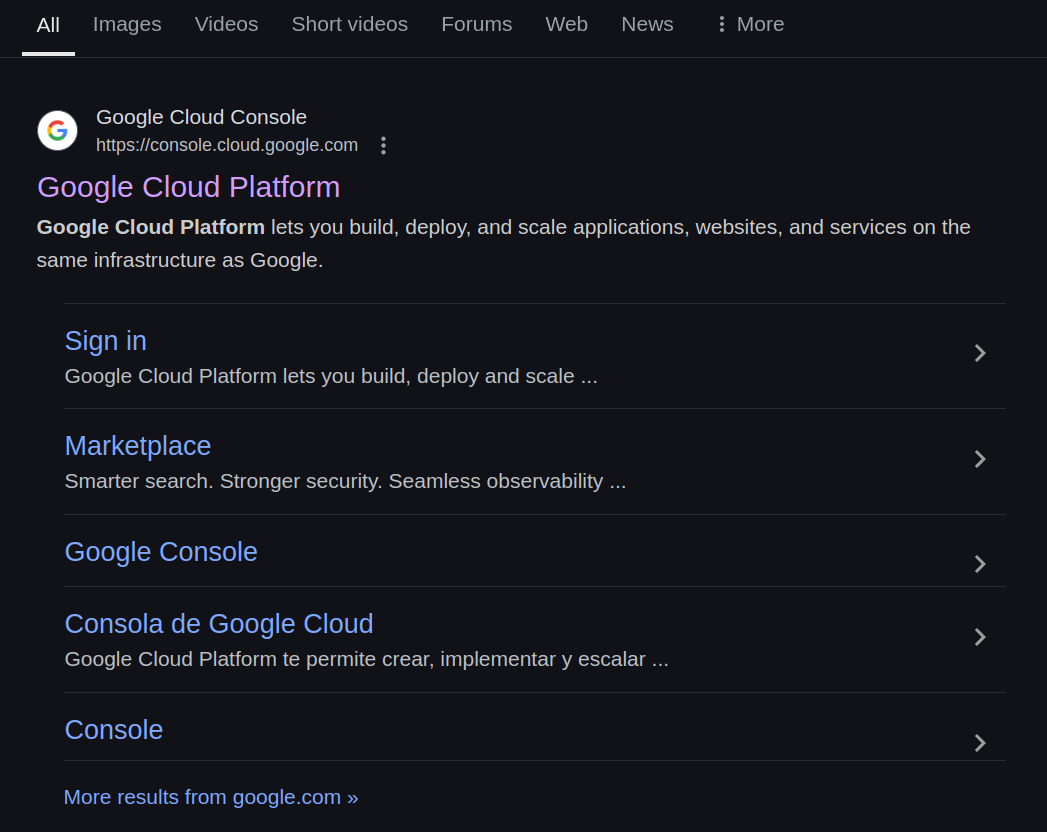 All Images Videos Short videos Forums Web News More
Google Cloud Console
https://console.cloud.google.com
Google Cloud Platform
Google Cloud Platform lets you build, deploy, and scale applications, websites, and services on the
same infrastructure as Google.
Sign in
Google Cloud Platform lets you build, deploy and scale ...
Marketplace
Smarter search. Stronger security. Seamless observability ...
Google Console
Consola de Google Cloud
Google Cloud Platform te permite crear, implementar y escalar ...
Console
More results from google.com »